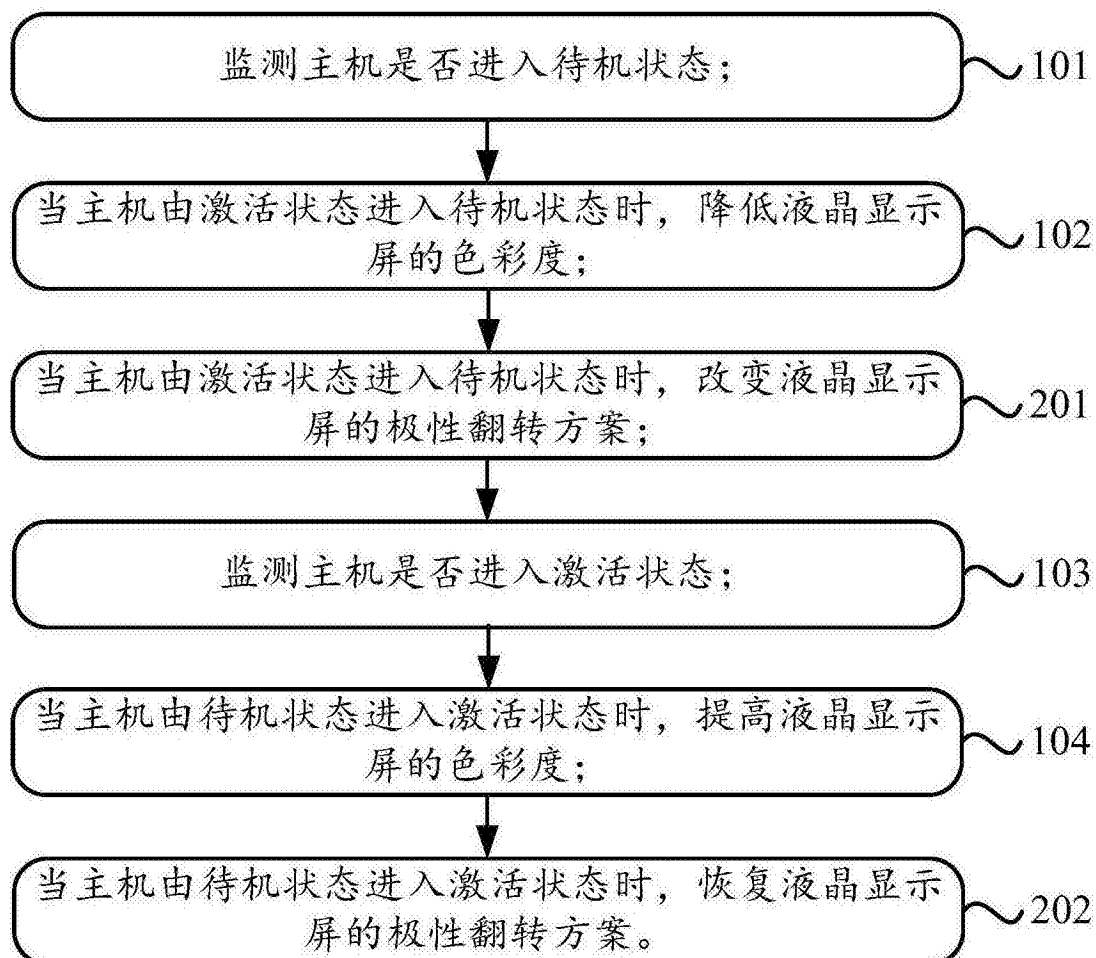 监测主机是否进入待机状态；
101
当主机由激活状态进入待机状态时，降低液晶显示
屏的色彩度；
102
当主机由激活状态进入待机状态时，改变液晶显示
屏的极性翻转方案；
201
监测主机是否进入激活状态；
103
当主机由待机状态进入激活状态时，提高液晶显示
屏的色彩度；
104
当主机由待机状态进入激活状态时，恢复液晶显示
屏的极性翻转方案。
202